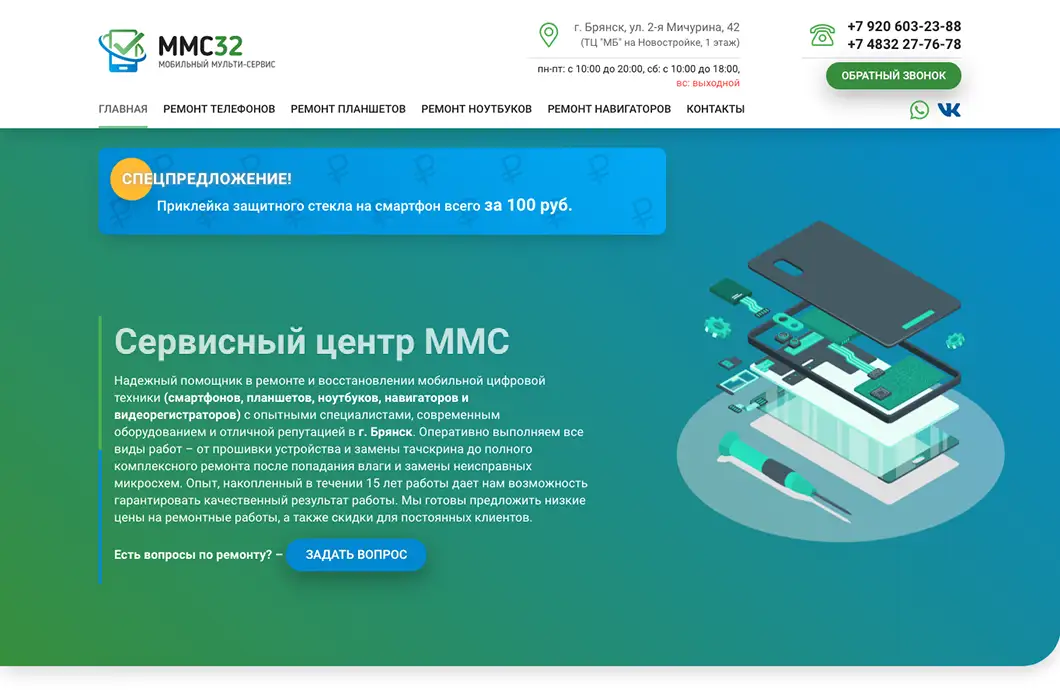 ММС32
МОБИЛЬНЫЙ МУЛЬТИ-СЕРВИС
г. Брянск, ул. 2-я Мичурина, 42
(ТЦ "МБ" на Новостройке, 1 этаж)
пн-пт: с 10:00 до 20:00, сб: с 10:00 до 18:00,
вс: выходной
+7 920 603-23-88
+7 4832 27-76-78
ОБРАТНЫЙ ЗВОНОК
ГЛАВНАЯ РЕМОНТ ТЕЛЕФОНОВ РЕМОНТ ПЛАНШЕТОВ РЕМОНТ НОУТБУКОВ РЕМОНТ НАВИГАТОРОВ КОНТАКТЫ
СПЕЦПРЕДЛОЖЕНИЕ!
Приклейка защитного стекла на смартфон всего за 100 руб.
Сервисный центр ММС
Надежный помощник в ремонте и восстановлении мобильной цифровой
техники (смартфонов, планшетов, ноутбуков, навигаторов и
видеорегистраторов) с опытными специалистами, современным
оборудованием и отличной репутацией в г. Брянск. Оперативно выполняем все
виды работ – от прошивки устройства и замены тачскрина до полного
комплексного ремонта после попадания влаги и замены неисправных
микросхем. Опыт, накопленный в течении 15 лет работы дает нам возможность
гарантировать качественный результат работы. Мы готовы предложить низкие
цены на ремонтные работы, а также скидки для постоянных клиентов.
Есть вопросы по ремонту? – ЗАДАТЬ ВОПРОС